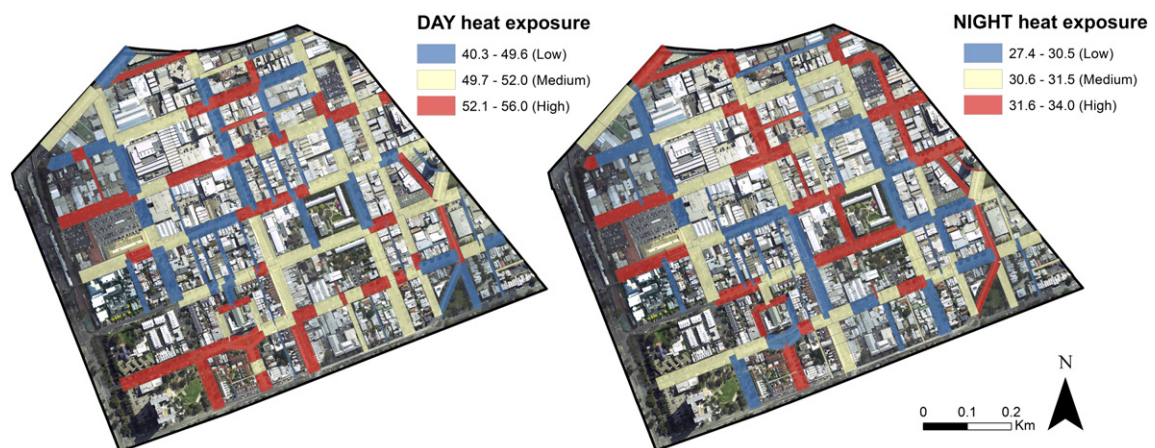 DAY heat exposure
40.3 - 49.6 (Low)
49.7 - 52.0 (Medium)
52.1 - 56.0 (High)
NIGHT heat exposure
27.4 - 30.5 (Low)
30.6 - 31.5 (Medium)
31.6 - 34.0 (High)
N
0 0.1 0.2
Km